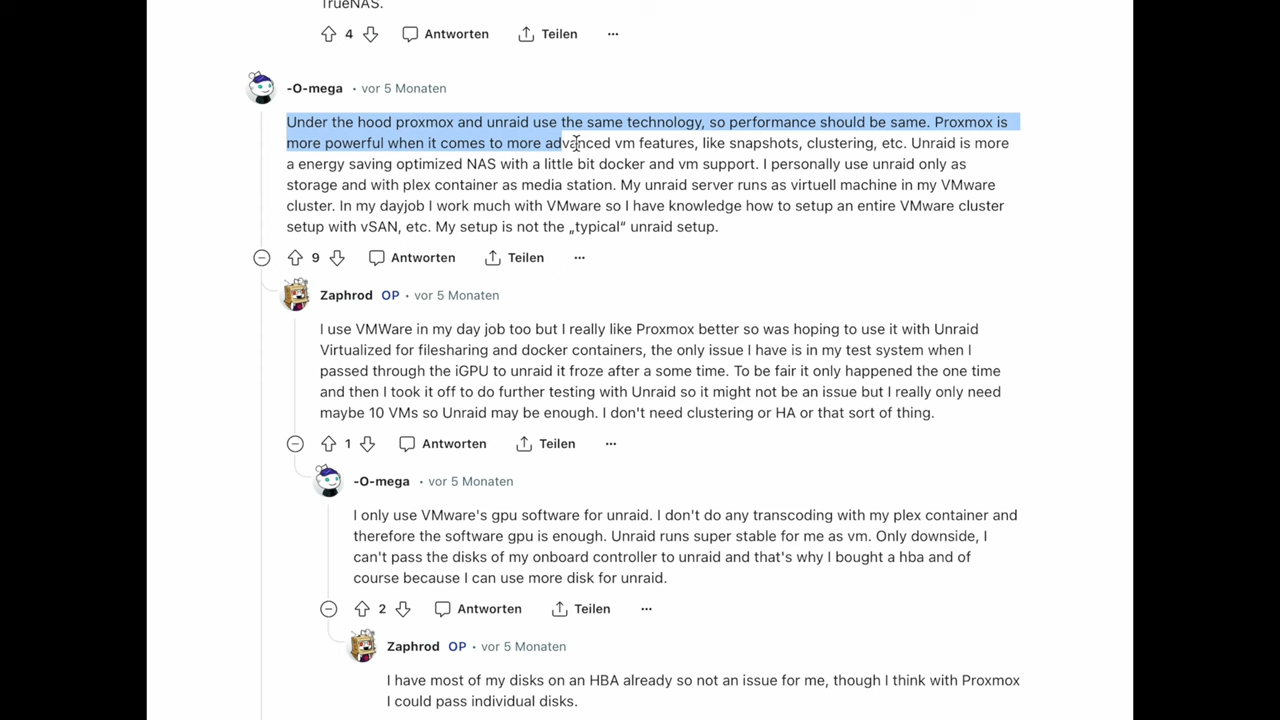 TrueNAS.
4 Antworten Teilen ...
-O-mega • vor 5 Monaten
Under the hood proxmox and unraid use the same technology, so performance should be same. Proxmox is
more powerful when it comes to more advanced vm features, like snapshots, clustering, etc. Unraid is more
a energy saving optimized NAS with a little bit docker and vm support. I personally use unraid only as
storage and with plex container as media station. My unraid server runs as virtuell machine in my VMware
cluster. In my dayjob I work much with VMware so I have knowledge how to setup an entire VMware cluster
setup with vSAN, etc. My setup is not the „typical“ unraid setup.
9 Antworten Teilen ...
Zaphrod OP • vor 5 Monaten
I use VMWare in my day job too but I really like Proxmox better so was hoping to use it with Unraid
Virtualized for filesharing and docker containers, the only issue I have is in my test system when I
passed through the iGPU to unraid it froze after a some time. To be fair it only happened the one time
and then I took it off to do further testing with Unraid so it might not be an issue but I really only need
maybe 10 VMs so Unraid may be enough. I don't need clustering or HA or that sort of thing.
1 Antworten Teilen ...
-O-mega • vor 5 Monaten
I only use VMware's gpu software for unraid. I don't do any transcoding with my plex container and
therefore the software gpu is enough. Unraid runs super stable for me as vm. Only downside, I
can't pass the disks of my onboard controller to unraid and that's why I bought a hba and of
course because I can use more disk for unraid.
2 Antworten Teilen ...
Zaphrod OP • vor 5 Monaten
I have most of my disks on an HBA already so not an issue for me, though I think with Proxmox
I could pass individual disks.